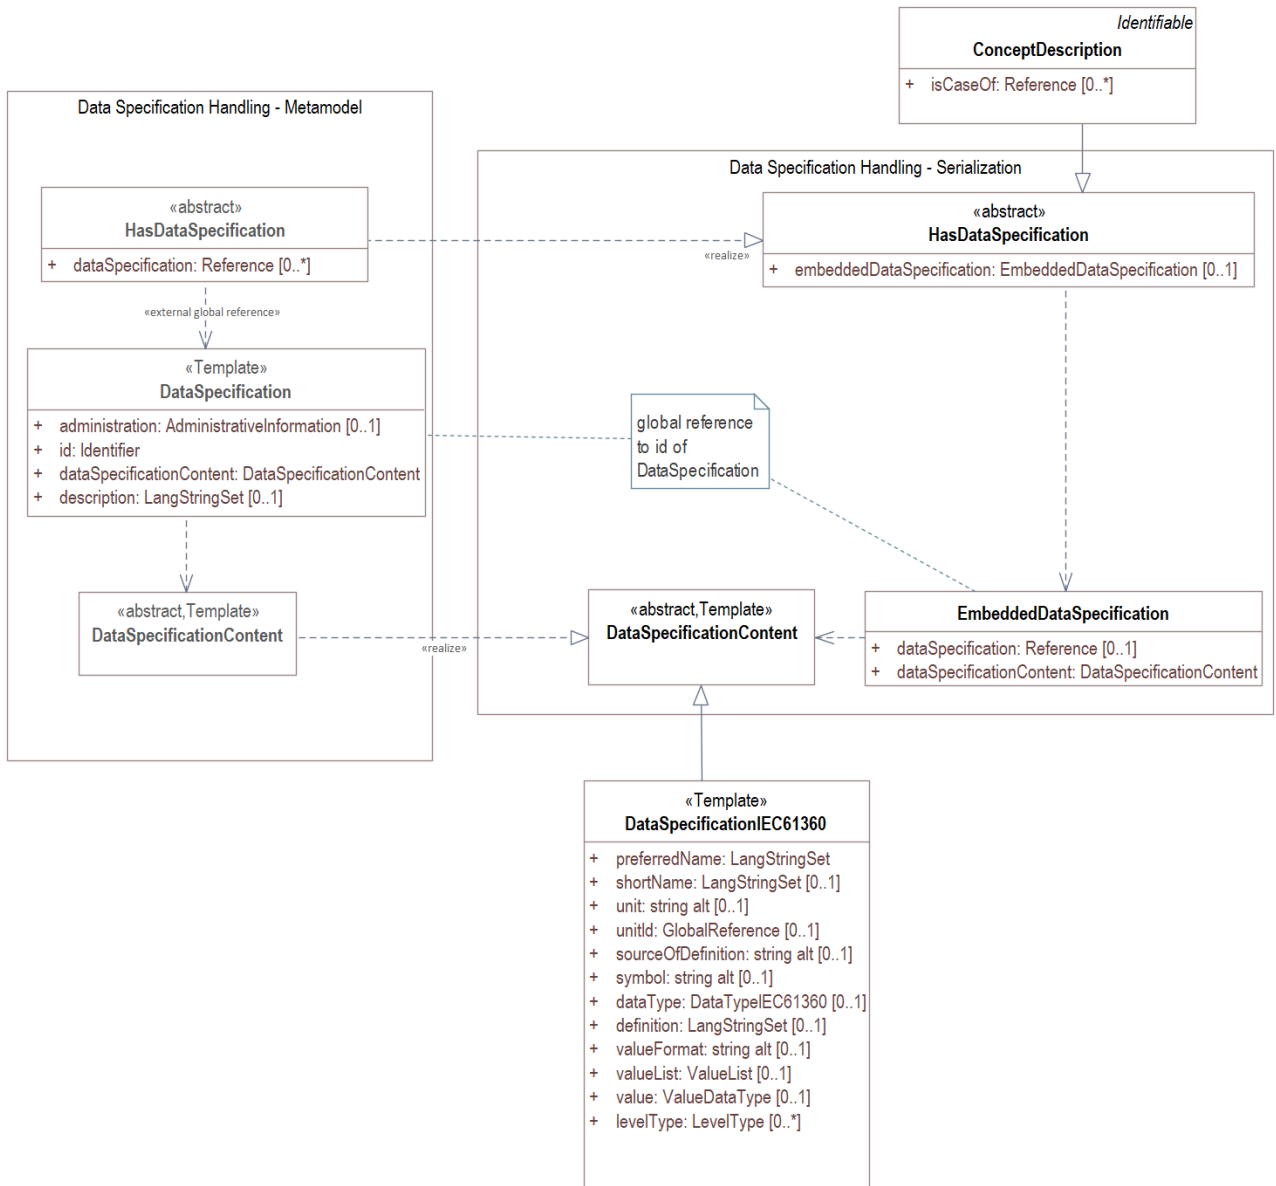 Identifiable
ConceptDescription
+ isCaseOf: Reference [0..*]
Data Specification Handling - Metamodel
«abstract»
HasDataSpecification
+ dataSpecification: Reference [0..*]
«external global reference»
«Template»
DataSpecification
+ administration: AdministrativeInformation [0..1]
+ id: Identifier
+ dataSpecificationContent: DataSpecificationContent
+ description: LangStringSet [0..1]
«abstract,Template»
DataSpecificationContent
«realize»
«realize»
Data Specification Handling - Serialization
«abstract»
HasDataSpecification
+ embeddedDataSpecification: EmbeddedDataSpecification [0..1]
global reference
to id of
DataSpecification
«abstract,Template»
DataSpecificationContent
EmbeddedDataSpecification
+ dataSpecification: Reference [0..1]
+ dataSpecificationContent: DataSpecificationContent
«Template»
DataSpecificationIEC61360
+ preferredName: LangStringSet
+ shortName: LangStringSet [0..1]
+ unit: string alt [0..1]
+ unitId: GlobalReference [0..1]
+ sourceOfDefinition: string alt [0..1]
+ symbol: string alt [0..1]
+ dataType: DataTypeIEC61360 [0..1]
+ definition: LangStringSet [0..1]
+ valueFormat: string alt [0..1]
+ valueList: ValueList [0..1]
+ value: ValueDataType [0..1]
+ levelType: LevelType [0..*]